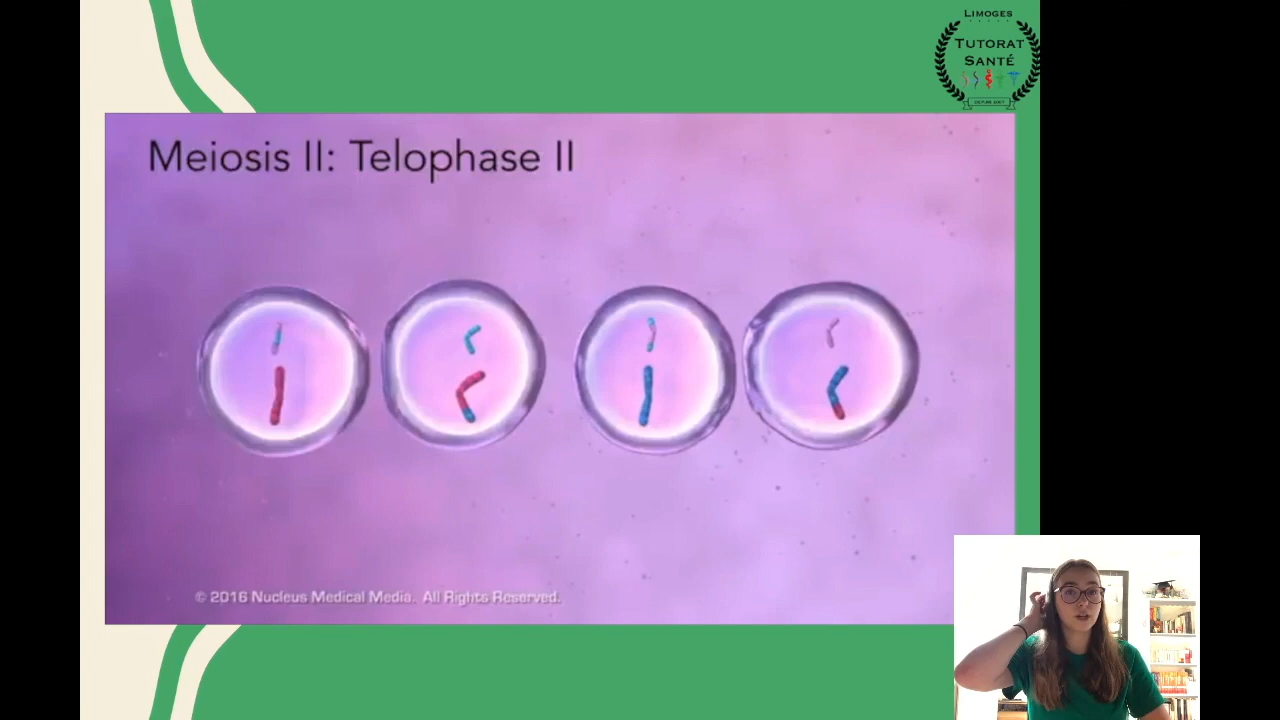 LIMOGES
TUTORAT
SANTÉ
Meiosis II: Telophase II
© 2016 Nucleus Medical Media. All Rights Reserved.